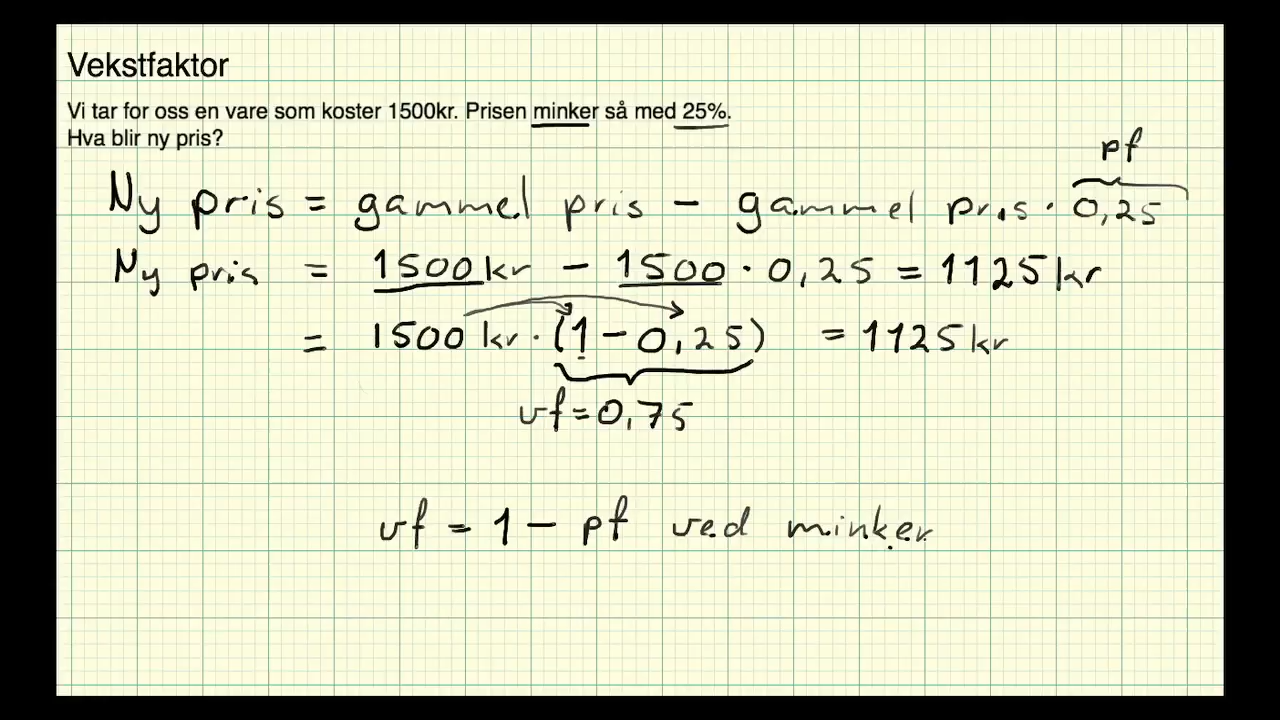 Vekstfaktor
Vi tar for oss en vare som koster 1500kr. Prisen minker så med 25%.
Hva blir ny pris?
pf
Ny pris = gammel pris - gammel pris · 0,25
Ny pris = 1500kr - 1500 · 0,25 = 1125kr
= 1500 kr · (1 - 0,25) = 1125kr
vf = 0,75
vf = 1 - pf ved minker